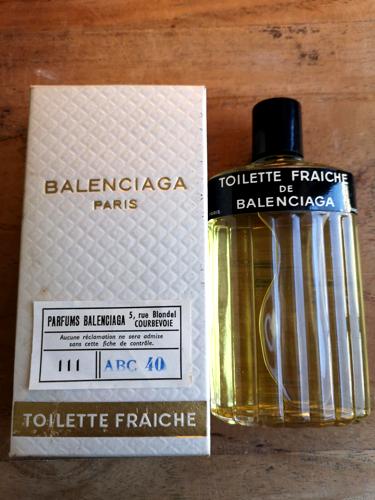 BALENCIAGA
PARIS
PARFUMS BALENCIAGA 5, rue Blondel
COURBEVOIE
Aucune réclamation ne sera admise
sans cette fiche de contrôle.
111 ABC 40
TOILETTE FRAICHE
TOILETTE FRAICHE
DE
BALENCIAGA
PARIS